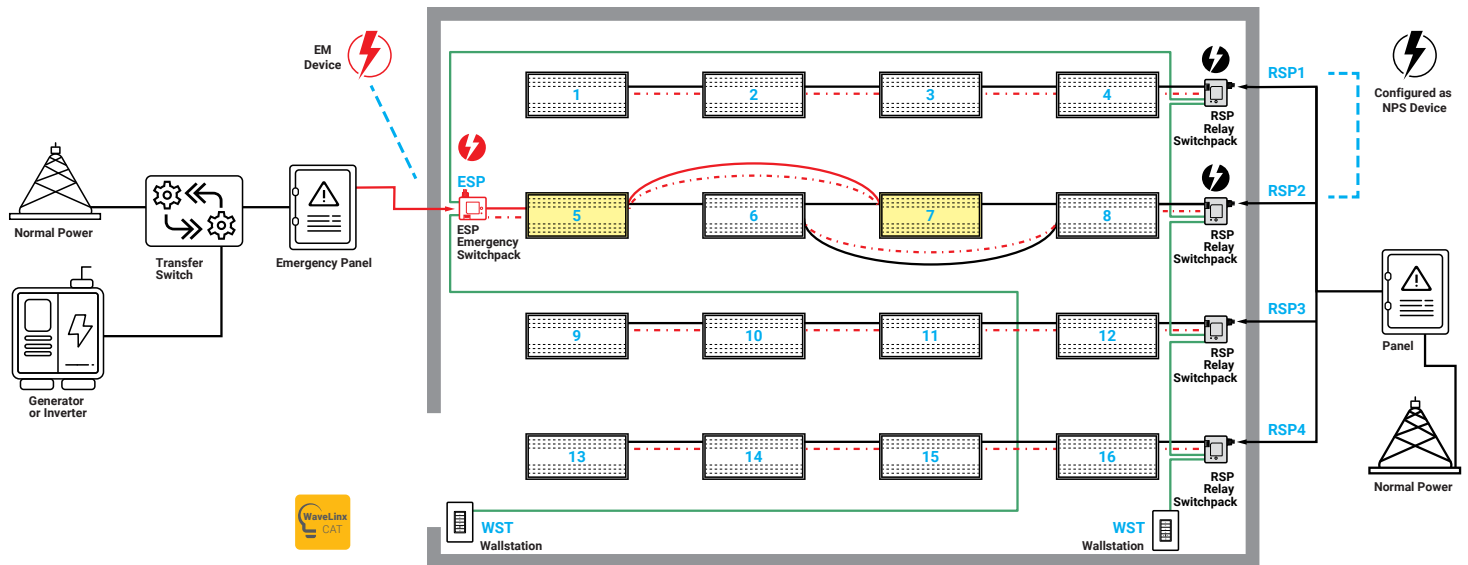 EM
Device
Normal Power
Transfer
Switch
Emergency Panel
Generator
or Inverter
WaveLinx
CAT
ESP
ESP
Emergency
Switchpack
1
2
3
4
RSP
Relay
Switchpack
5
6
7
8
RSP
Relay
Switchpack
9
10
11
12
RSP
Relay
Switchpack
13
14
15
16
RSP
Relay
Switchpack
WST
Wallstation
WST
Wallstation
RSP1
RSP2
RSP3
RSP4
Configured as
NPS Device
Panel
Normal Power